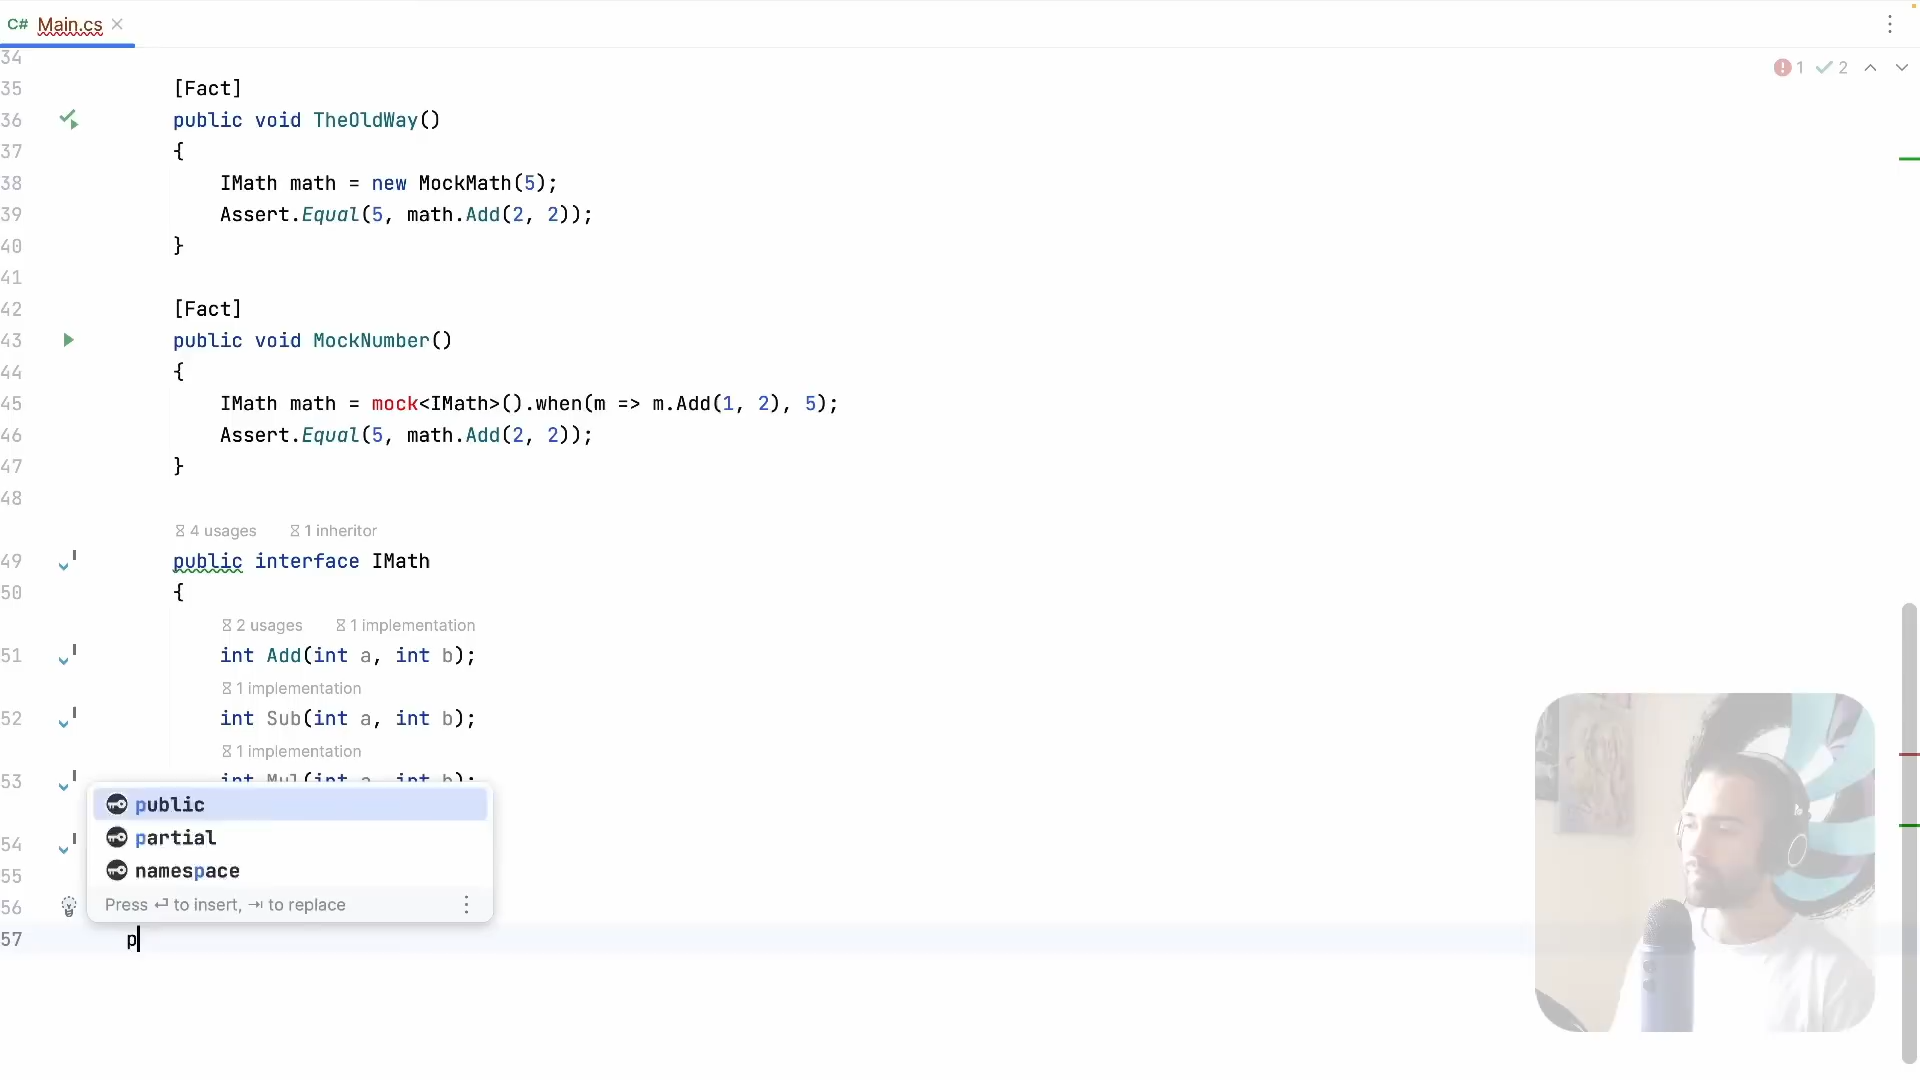 C# Main.cs
1 2
34
35 [Fact]
36 public void TheOldWay()
37 {
38 IMath math = new MockMath(5);
39 Assert.Equal(5, math.Add(2, 2));
40 }
41
42 [Fact]
43 public void MockNumber()
44 {
45 IMath math = mock<IMath>().when(m => m.Add(1, 2), 5);
46 Assert.Equal(5, math.Add(2, 2));
47 }
48
4 usages 1 inheritor
49 public interface IMath
50 {
2 usages 1 implementation
51 int Add(int a, int b);
1 implementation
52 int Sub(int a, int b);
1 implementation
53 int Mul(int a, int b);
public
54
partial
55
namespace
56
Press ⏎ to insert, ⇥ to replace
57 p